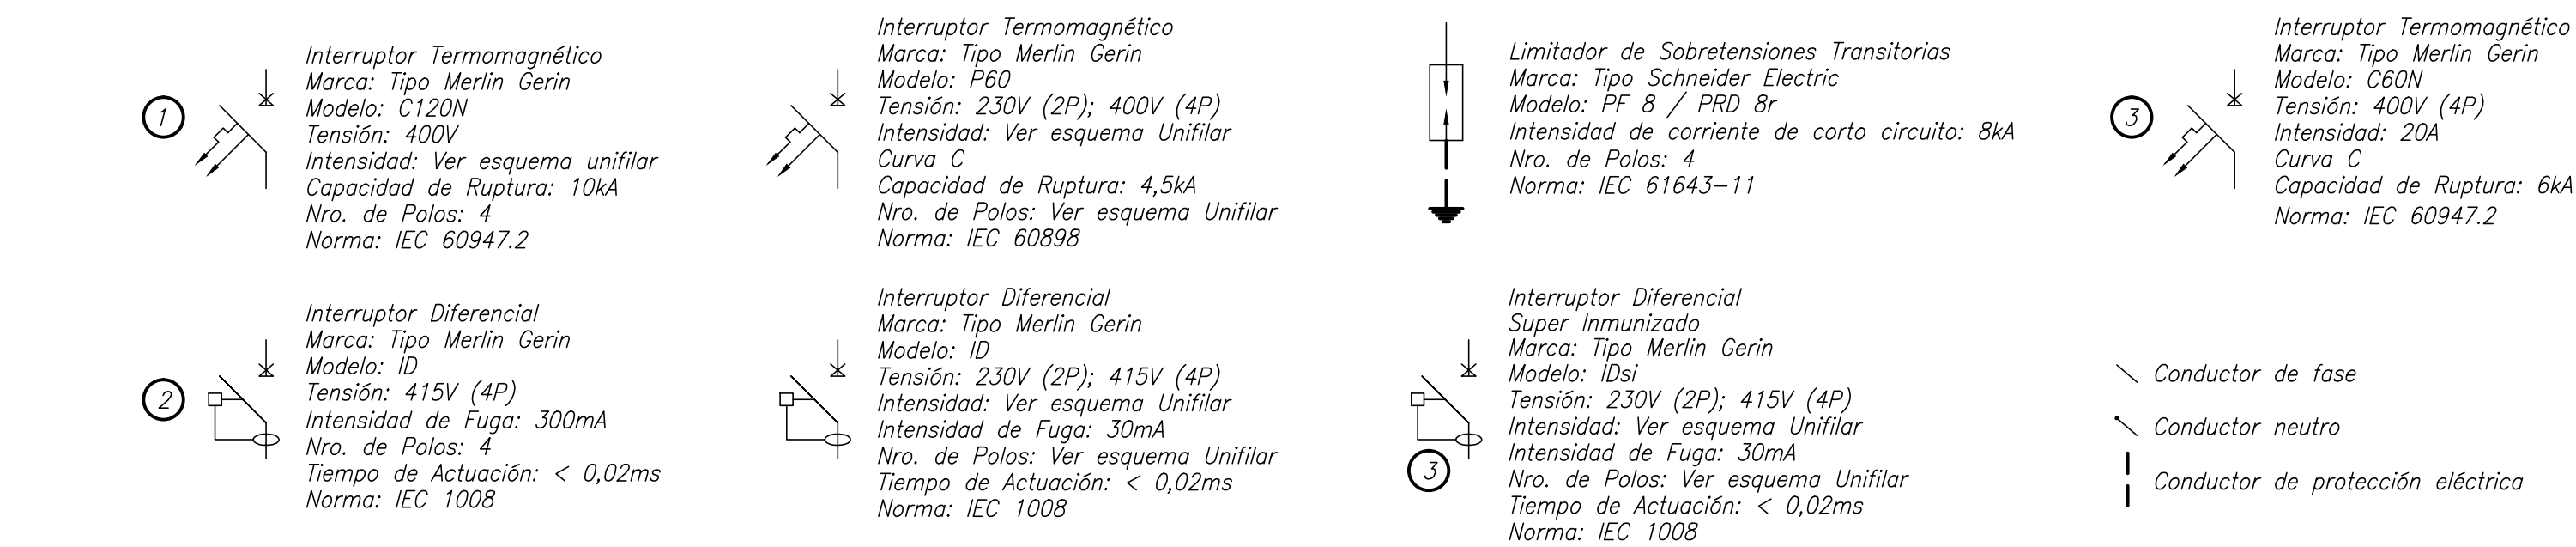 1
Interruptor Termomagnético
Marca: Tipo Merlin Gerin
Modelo: C120N
Tensión: 400V
Intensidad: Ver esquema unifilar
Capacidad de Ruptura: 10kA
Nro. de Polos: 4
Norma: IEC 60947.2
Interruptor Termomagnético
Marca: Tipo Merlin Gerin
Modelo: P60
Tensión: 230V (2P); 400V (4P)
Intensidad: Ver esquema Unifilar
Curva C
Capacidad de Ruptura: 4,5kA
Nro. de Polos: Ver esquema Unifilar
Norma: IEC 60898
Limitador de Sobretensiones Transitorias
Marca: Tipo Schneider Electric
Modelo: PF 8 / PRD 8r
Intensidad de corriente de corto circuito: 8kA
Nro. de Polos: 4
Norma: IEC 61643-11
3
Interruptor Termomagnético
Marca: Tipo Merlin Gerin
Modelo: C60N
Tensión: 400V (4P)
Intensidad: 20A
Curva C
Capacidad de Ruptura: 6kA
Norma: IEC 60947.2
2
Interruptor Diferencial
Marca: Tipo Merlin Gerin
Modelo: ID
Tensión: 415V (4P)
Intensidad de Fuga: 300mA
Nro. de Polos: 4
Tiempo de Actuación: < 0,02ms
Norma: IEC 1008
Interruptor Diferencial
Marca: Tipo Merlin Gerin
Modelo: ID
Tensión: 230V (2P); 415V (4P)
Intensidad: Ver esquema Unifilar
Intensidad de Fuga: 30mA
Nro. de Polos: Ver esquema Unifilar
Tiempo de Actuación: < 0,02ms
Norma: IEC 1008
3
Interruptor Diferencial
Super Inmunizado
Marca: Tipo Merlin Gerin
Modelo: IDsi
Tensión: 230V (2P); 415V (4P)
Intensidad: Ver esquema Unifilar
Intensidad de Fuga: 30mA
Nro. de Polos: Ver esquema Unifilar
Tiempo de Actuación: < 0,02ms
Norma: IEC 1008
Conductor de fase
Conductor neutro
Conductor de protección eléctrica